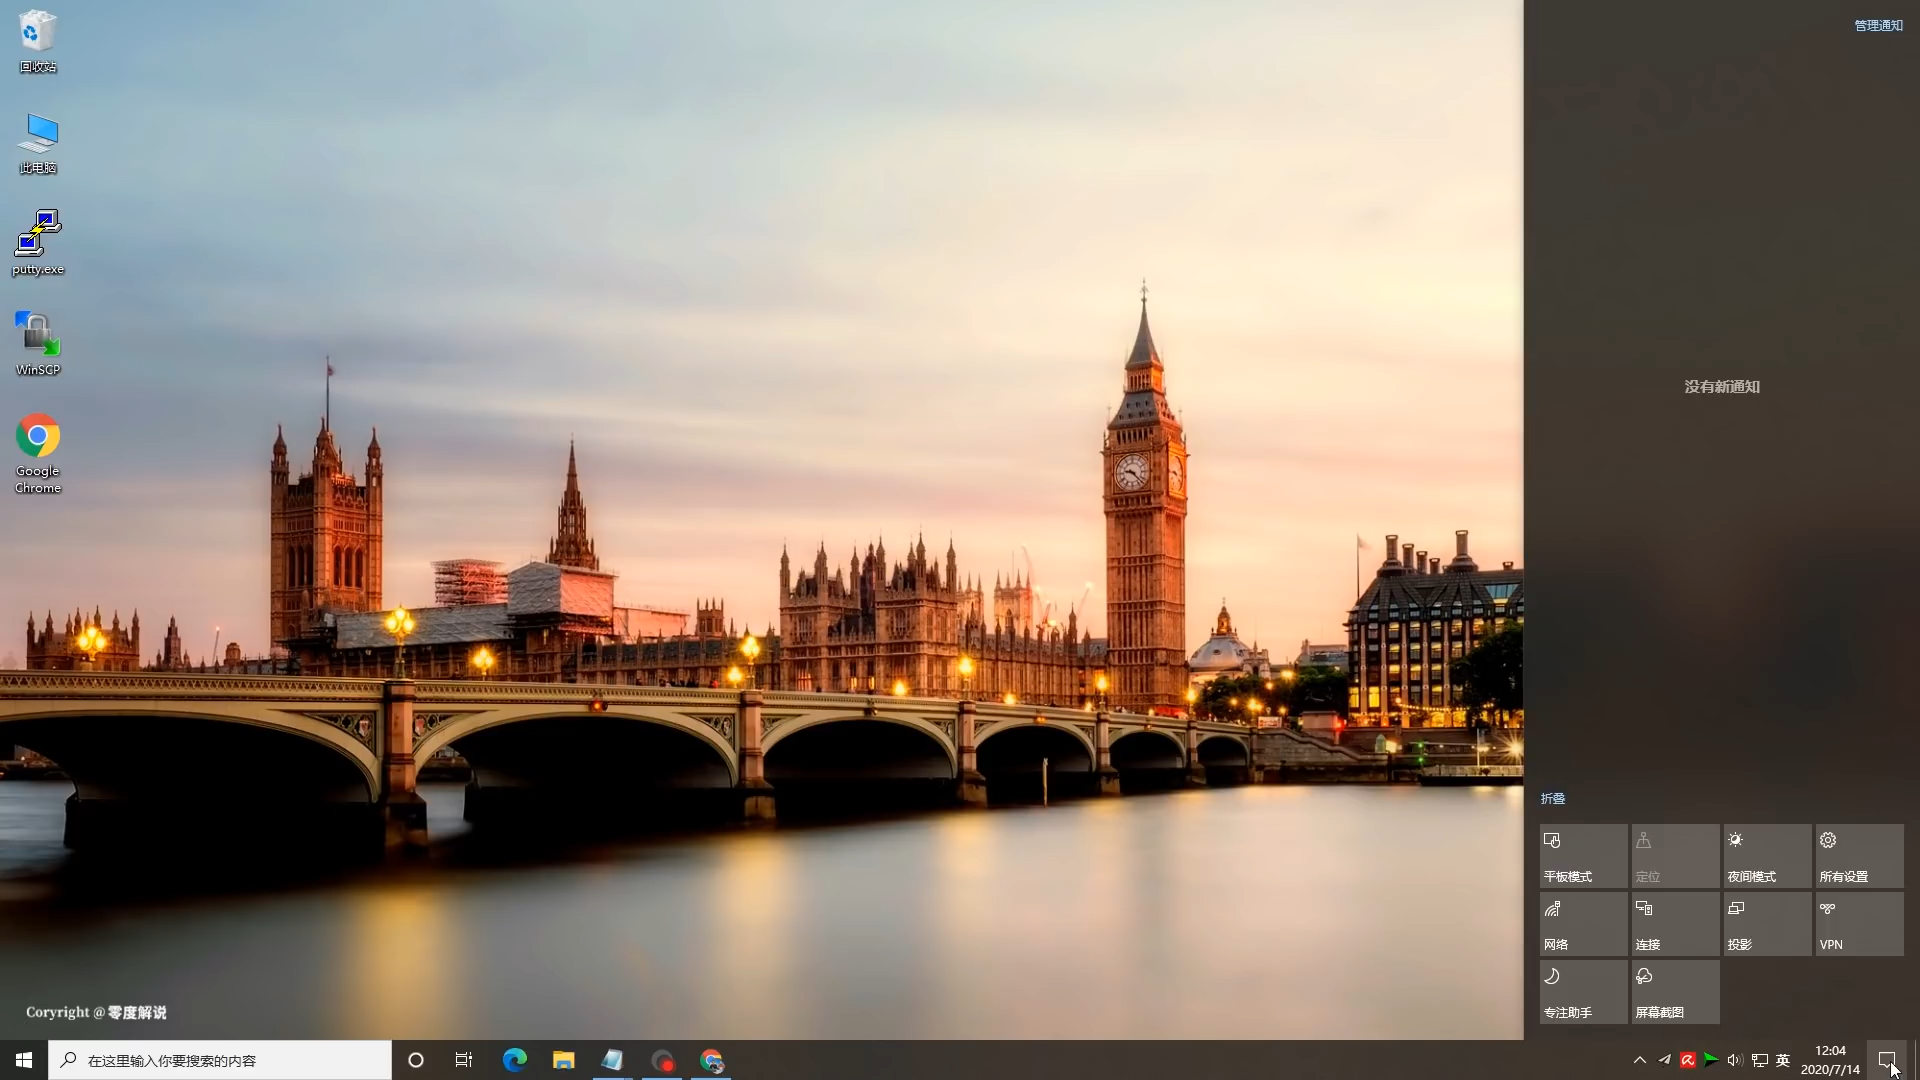 回收站
此电脑
putty.exe
WinSCP
Google
Chrome
Coryright @ 零度解说
管理通知
没有新通知
折叠
平板模式
定位
夜间模式
所有设置
网络
连接
投影
VPN
专注助手
屏幕截图
在这里输入你要搜索的内容
英
12:04
2020/7/14